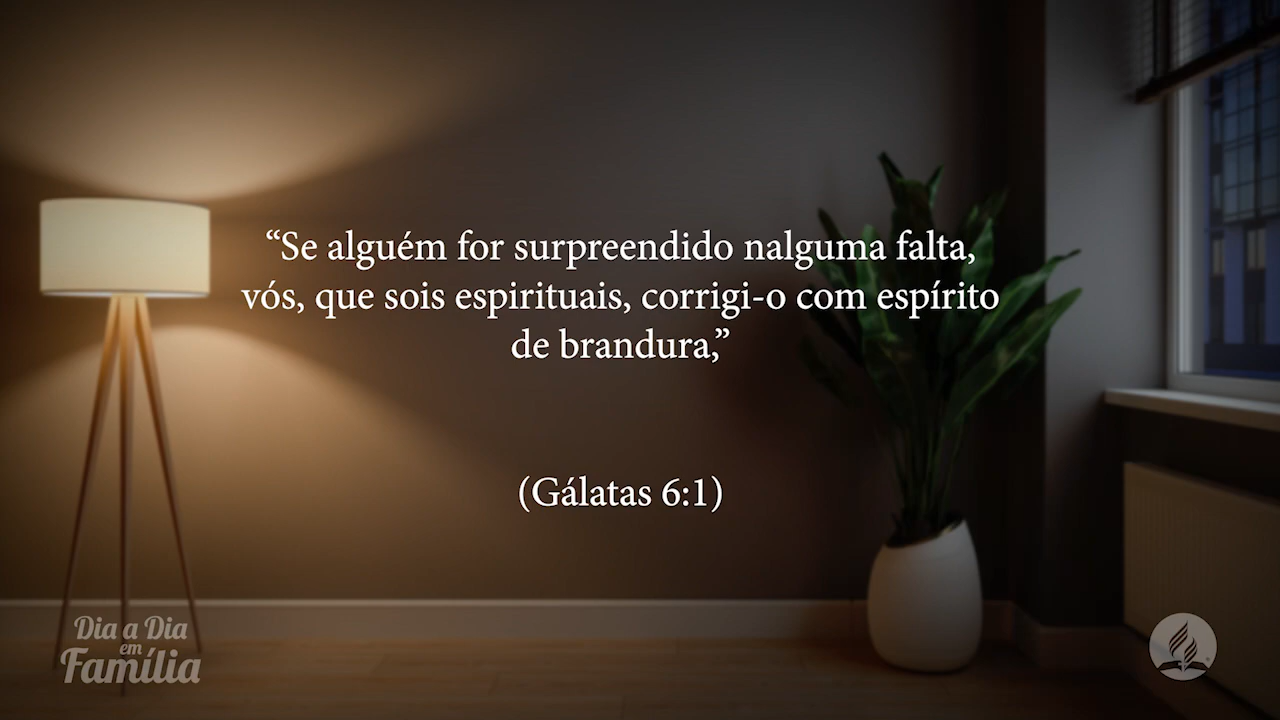 “Se alguém for surpreendido nalguma falta,
vós, que sois espirituais, corrigi-o com espírito
de brandura,”
(Gálatas 6:1)
Dia a Dia
em
Família